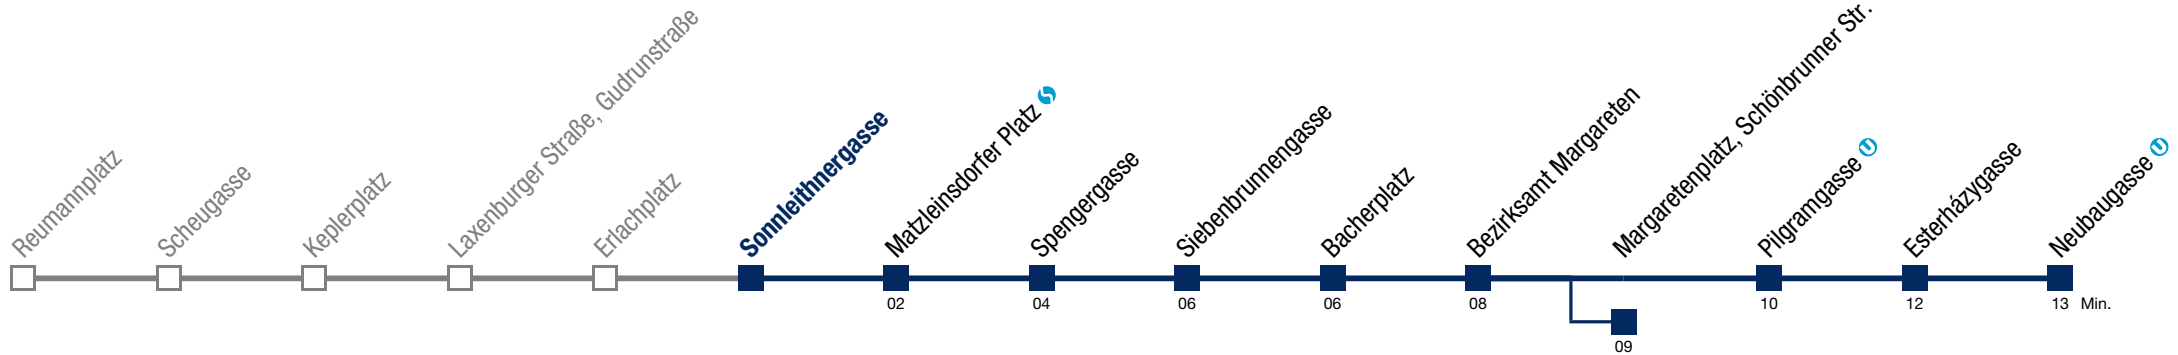 Reumannplatz
Scheugasse
Keplerplatz
Laxenburger Straße, Gudrunstraße
Erlachplatz
Sonnleithnergasse
Matzleinsdorfer Platz
Spengergasse
Siebenbrunnengasse
Bacherplatz
Bezirksamt Margareten
Margaretenplatz, Schönbrunner Str.
Pilgramgasse
Esterházygasse
Neubaugasse
02 04 06 06 08 10 12 13 Min.
09